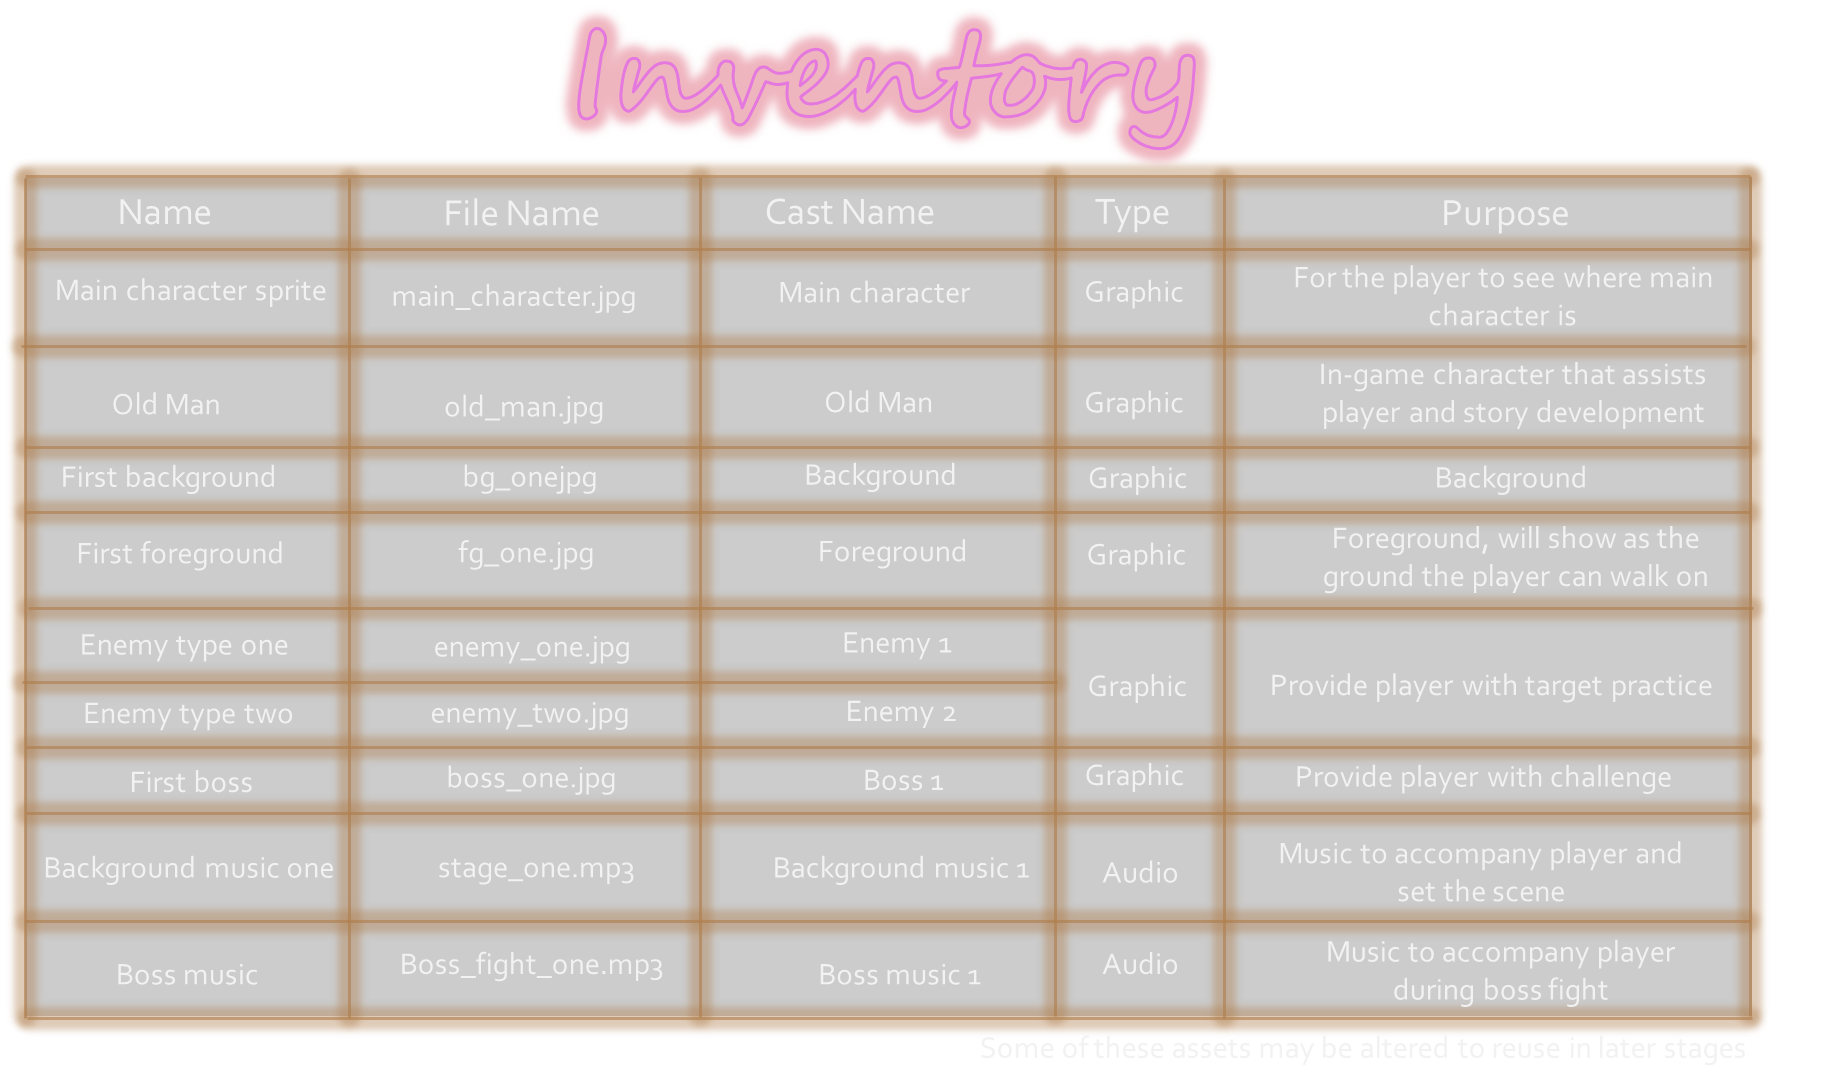 Inventory
Name File Name Cast Name Type Purpose
Main character sprite main_character.jpg Main character Graphic For the player to see where main
character is
Old Man old_man.jpg Old Man Graphic In-game character that assists
player and story development
First background bg_onejpg Background Graphic Background
First foreground fg_one.jpg Foreground Graphic Foreground, will show as the
ground the player can walk on
Enemy type one enemy_one.jpg Enemy 1
Graphic Provide player with target practice
Enemy type two enemy_two.jpg Enemy 2
First boss boss_one.jpg Boss 1 Graphic Provide player with challenge
Background music one stage_one.mp3 Background music 1 Audio Music to accompany player and
set the scene
Boss music Boss_fight_one.mp3 Boss music 1 Audio Music to accompany player
during boss fight
Some of these assets may be altered to reuse in later stages